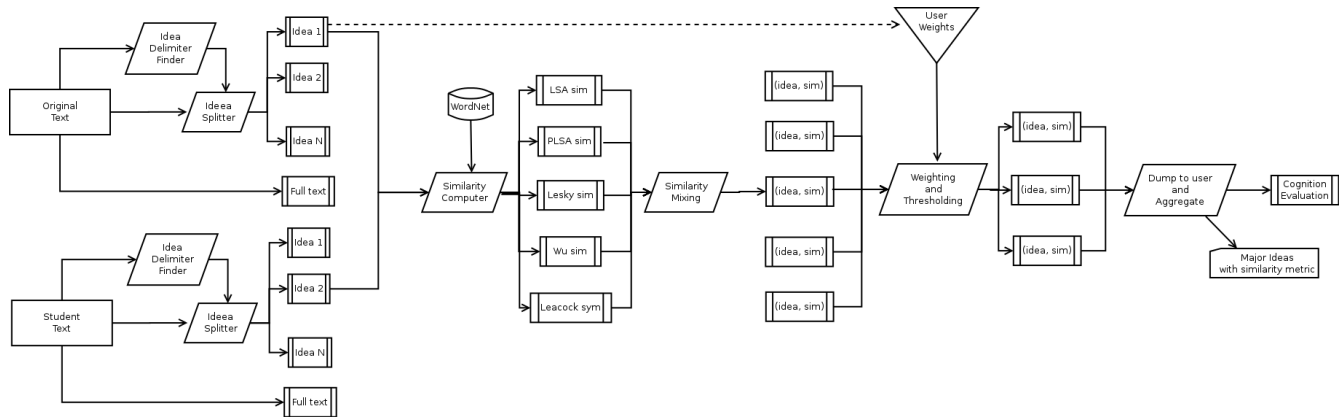 Idea
Delimiter
Finder
Original
Text
Ideea
Splitter
Idea 1
Idea 2
Idea N
Full text
Idea
Delimiter
Finder
Student
Text
Ideea
Splitter
Idea 1
Idea 2
Idea N
Full text
WordNet
Similarity
Computer
LSA sim
PLSA sim
Lesky sim
Wu sim
Leacock sym
Similarity
Mixing
(idea, sim)
(idea, sim)
(idea, sim)
(idea, sim)
(idea, sim)
User
Weights
Weighting
and
Thresholding
(idea, sim)
(idea, sim)
(idea, sim)
Dump to user
and
Aggregate
Cognition
Evaluation
Major Ideas
with similarity metric